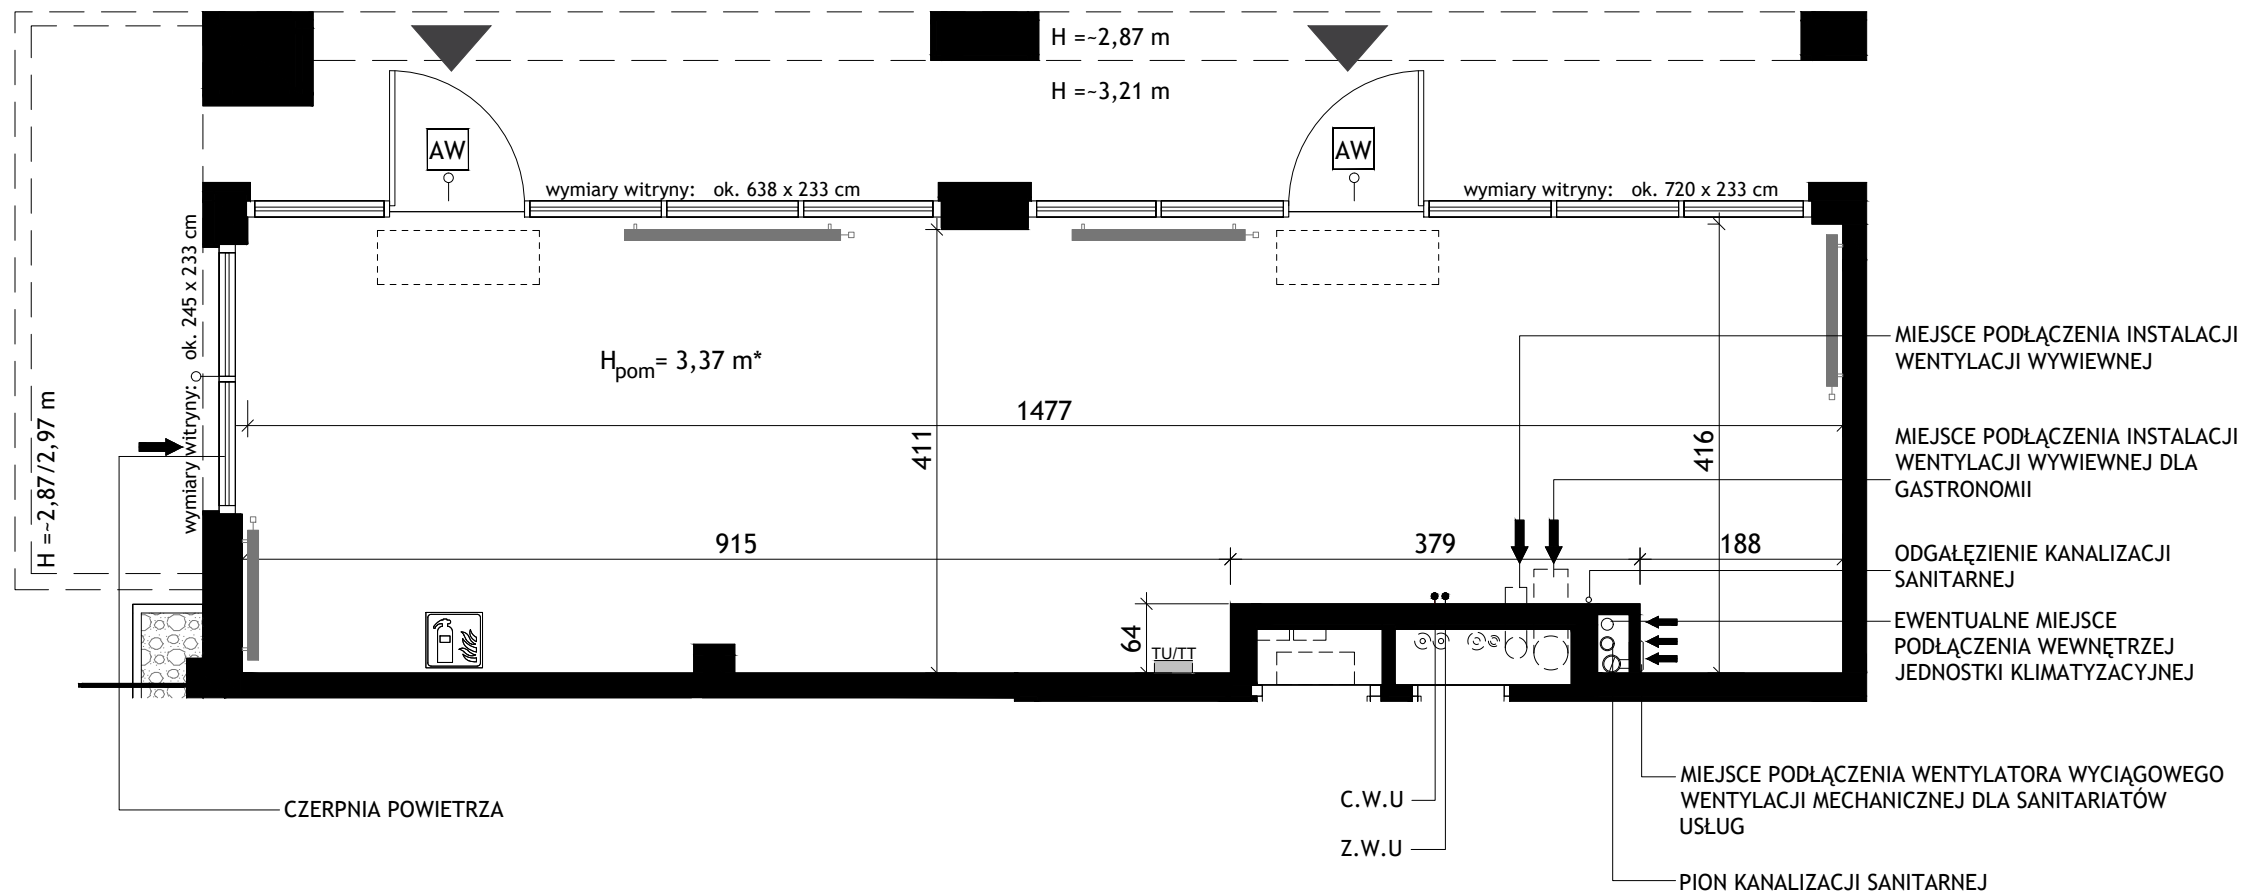 H =~2,87 m
H =~3,21 m
AW
AW
wymiary witryny: ok. 638 x 233 cm
wymiary witryny: ok. 720 x 233 cm
wymiary witryny: ok. 245 x 233 cm
H =~2,87/2,97 m
Hpom= 3,37 m*
1477
411
416
915
379
188
64
TU/TT
MIEJSCE PODŁĄCZENIA INSTALACJI
WENTYLACJI WYWIEWNEJ
MIEJSCE PODŁĄCZENIA INSTALACJI
WENTYLACJI WYWIEWNEJ DLA
GASTRONOMII
ODGAŁĘZIENIE KANALIZACJI
SANITARNEJ
EWENTUALNE MIEJSCE
PODŁĄCZENIA WEWNĘTRZEJ
JEDNOSTKI KLIMATYZACYJNEJ
CZERPNIA POWIETRZA
C.W.U
Z.W.U
MIEJSCE PODŁĄCZENIA WENTYLATORA WYCIĄGOWEGO
WENTYLACJI MECHANICZNEJ DLA SANITARIATÓW
USŁUG
PION KANALIZACJI SANITARNEJ